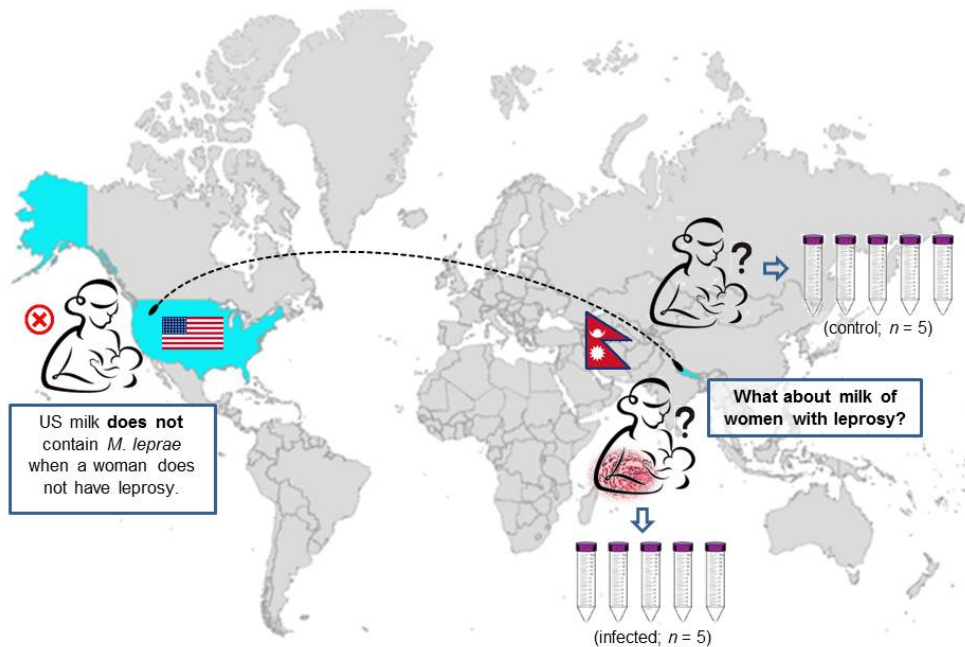 ?
(control; n = 5)
What about milk of
women with leprosy?
?
US milk does not
contain M. leprae
when a woman does
not have leprosy.
(infected; n = 5)